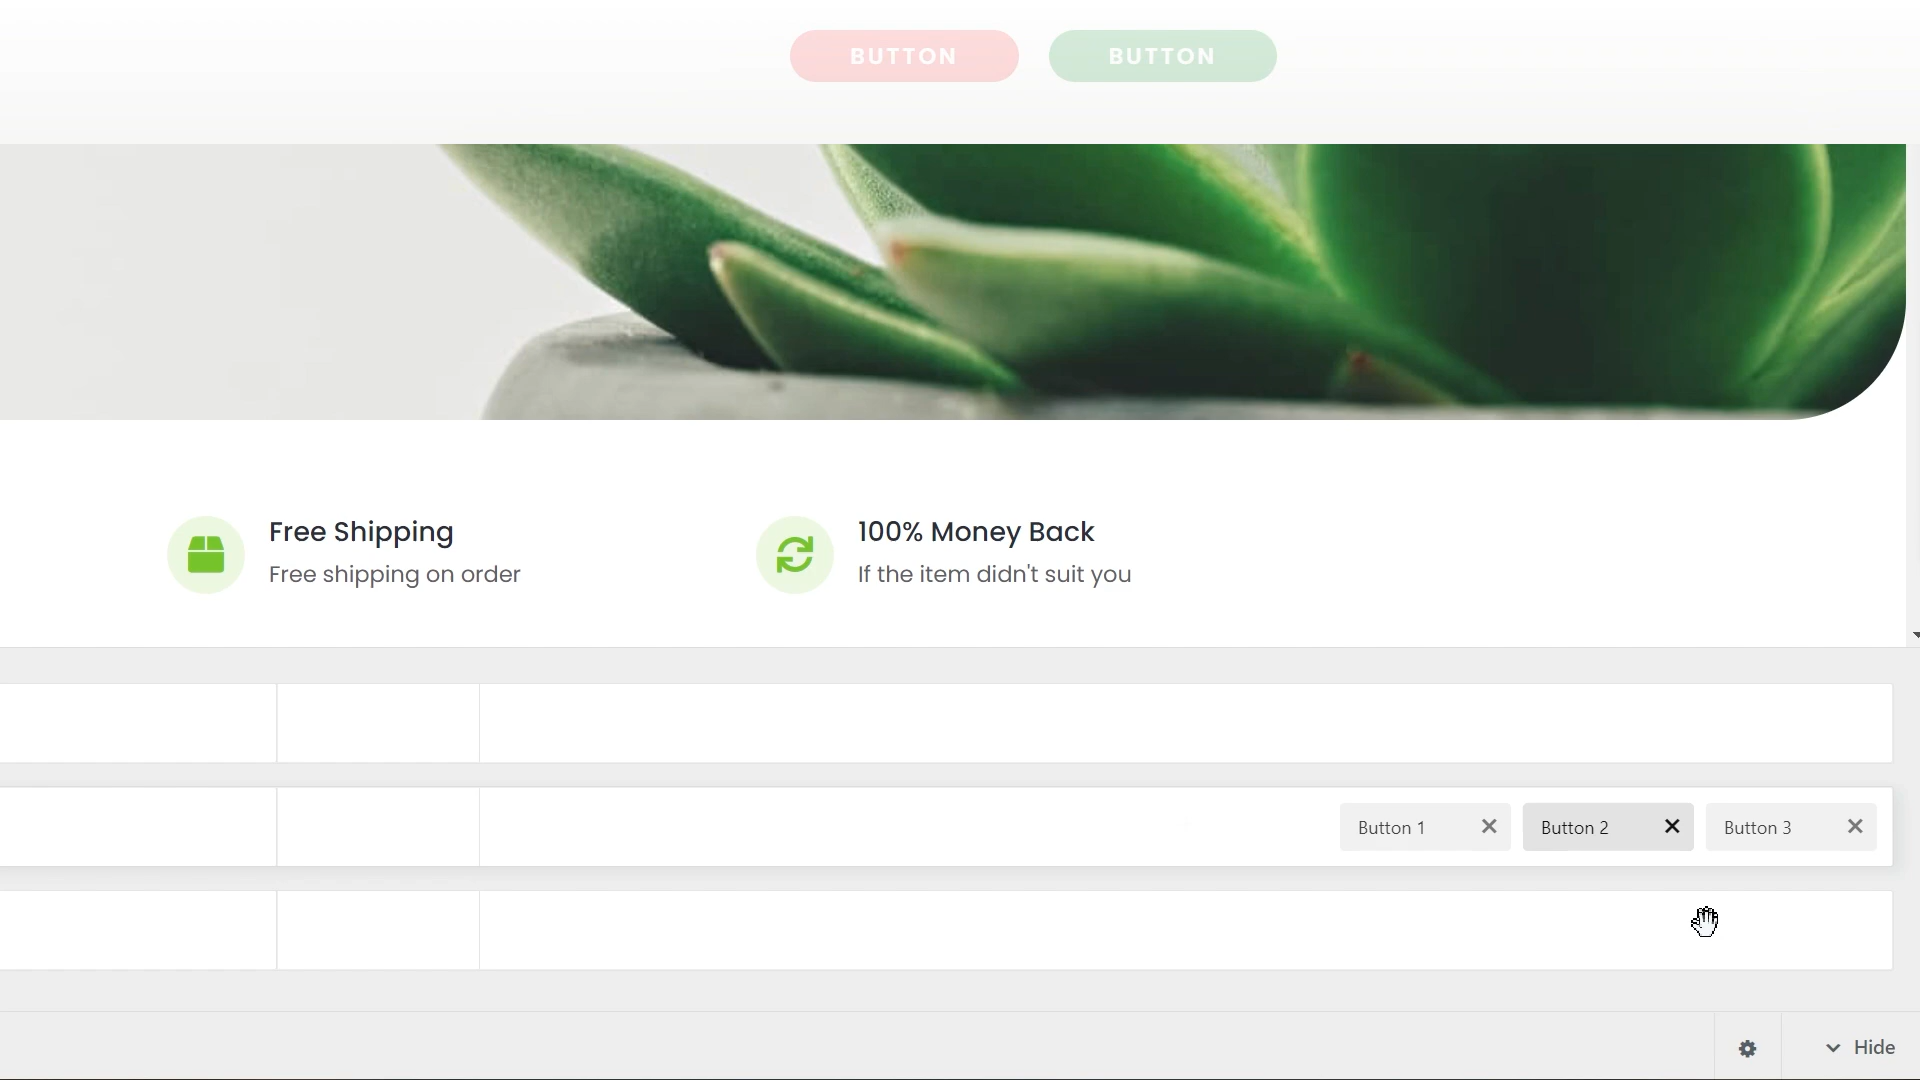 BUTTON BUTTON
Free Shipping
Free shipping on order
100% Money Back
If the item didn't suit you
Button 1 Button 2 Button 3
Hide